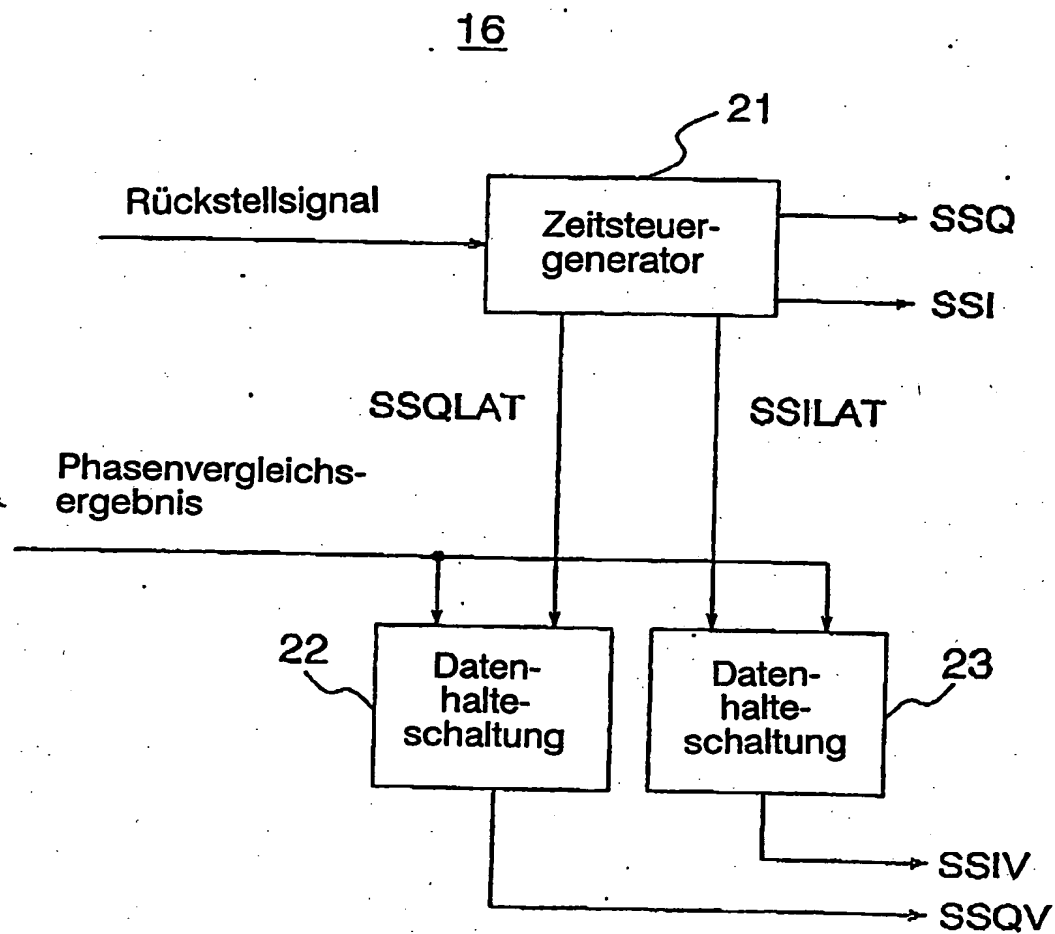 16
21
Rückstellsignal
Zeitsteuer-
generator
SSQ
SSI
SSQLAT
SSILAT
Phasenvergleichs-
ergebnis
22
Daten-
halte-
schaltung
Daten-
halte-
schaltung
23
SSIV
SSQV